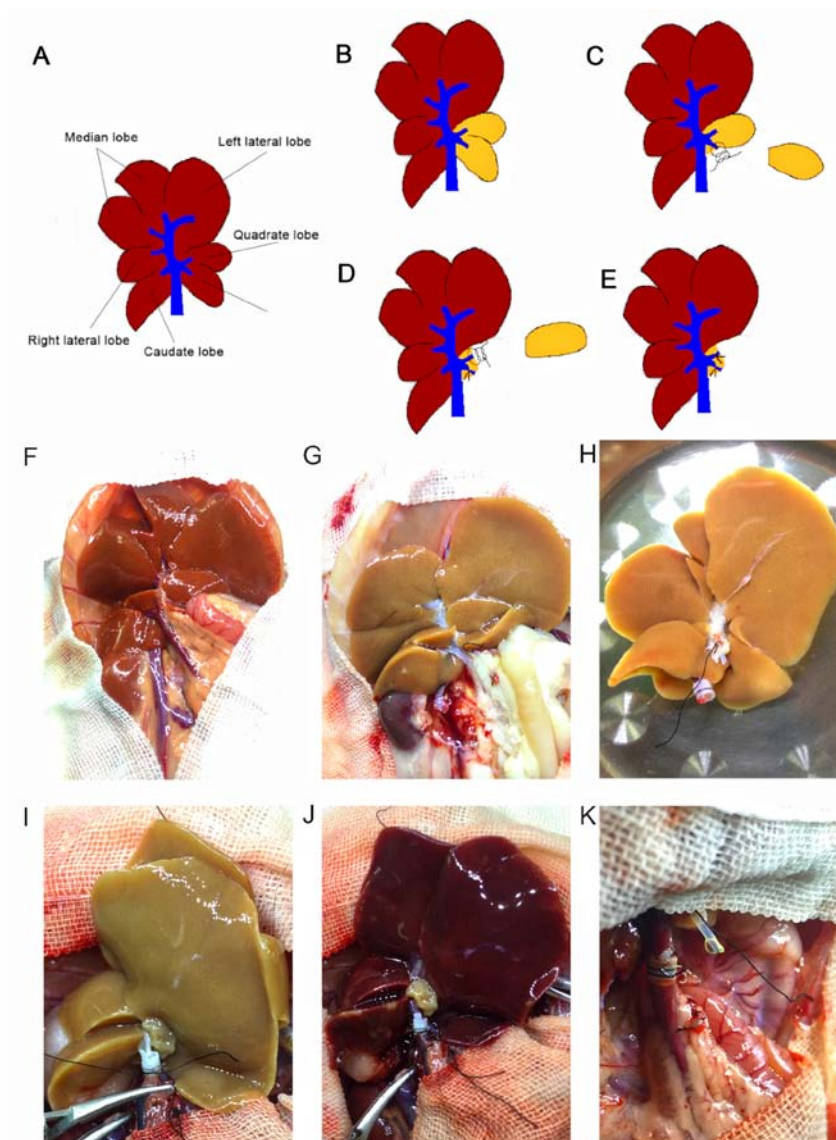 A
B
C
Median lobe
Left lateral lobe
Quadrate lobe
Right lateral lobe
Caudate lobe
D
E
F
G
H
I
J
K